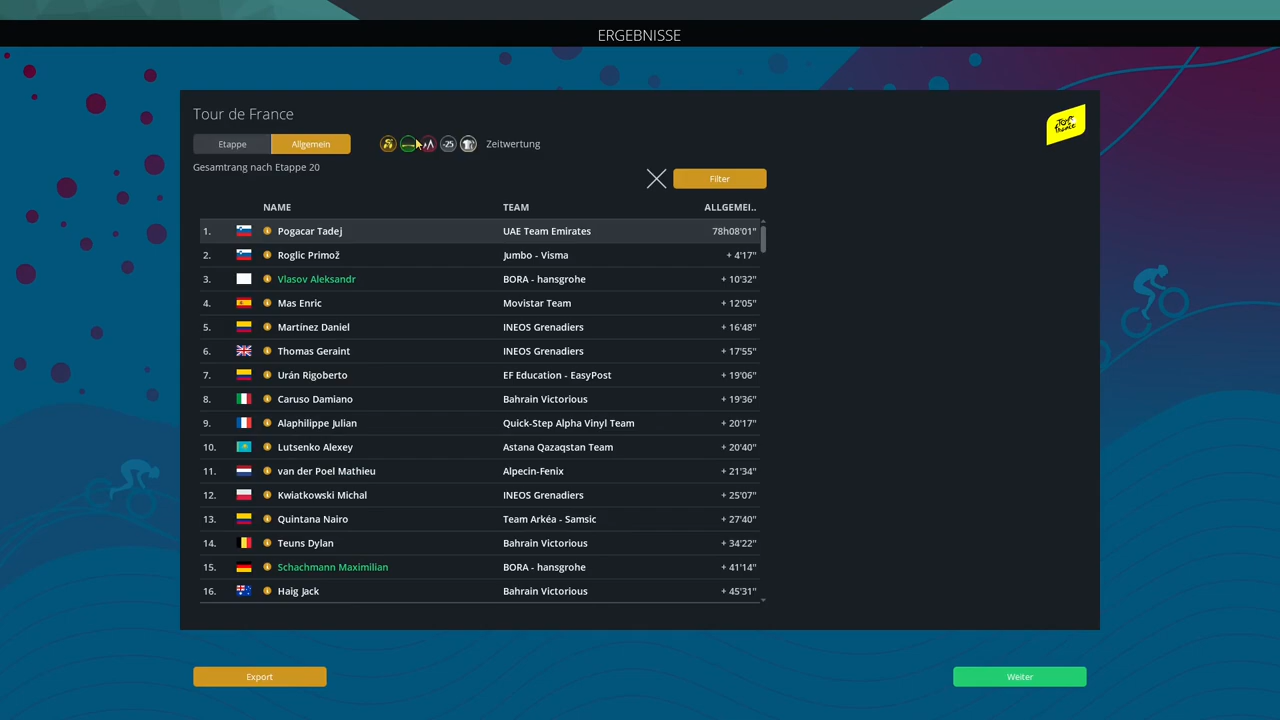 ERGEBNISSE
Tour de France
Etappe Allgemein -25 Zeitwertung
Gesamtrang nach Etappe 20
Filter
NAME TEAM ALLGEMEI..
1. Pogacar Tadej UAE Team Emirates 78h08'01''
2. Roglic Primož Jumbo - Visma + 4'17''
3. Vlasov Aleksandr BORA - hansgrohe + 10'32''
4. Mas Enric Movistar Team + 12'05''
5. Martínez Daniel INEOS Grenadiers + 16'48''
6. Thomas Geraint INEOS Grenadiers + 17'55''
7. Urán Rigoberto EF Education - EasyPost + 19'06''
8. Caruso Damiano Bahrain Victorious + 19'36''
9. Alaphilippe Julian Quick-Step Alpha Vinyl Team + 20'17''
10. Lutsenko Alexey Astana Qazaqstan Team + 20'40''
11. van der Poel Mathieu Alpecin-Fenix + 21'34''
12. Kwiatkowski Michal INEOS Grenadiers + 25'07''
13. Quintana Nairo Team Arkéa - Samsic + 27'40''
14. Teuns Dylan Bahrain Victorious + 34'22''
15. Schachmann Maximilian BORA - hansgrohe + 41'14''
16. Haig Jack Bahrain Victorious + 45'31''
Export Weiter